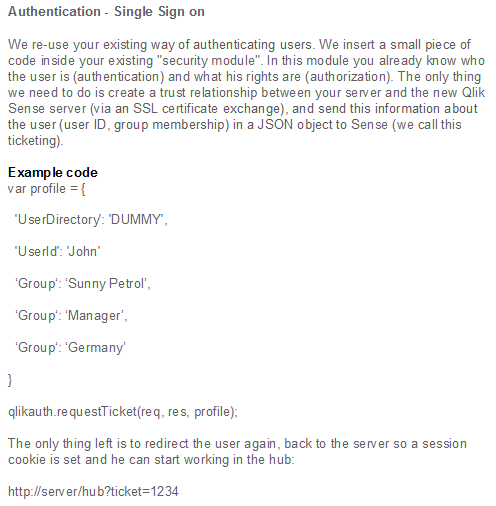 Authentication - Single Sign on
We re-use your existing way of authenticating users. We insert a small piece of
code inside your existing "security module". In this module you already know who
the user is (authentication) and what his rights are (authorization). The only thing
we need to do is create a trust relationship between your server and the new Qlik
Sense server (via an SSL certificate exchange), and send this information about
the user (user ID, group membership) in a JSON object to Sense (we call this
ticketing).
Example code
var profile = {
'UserDirectory': 'DUMMY',
'UserId': 'John'
‘Group‘: ‘Sunny Petrol’,
‘Group‘: ‘Manager’,
‘Group‘: ‘Germany’
}
qlikauth.requestTicket(req, res, profile);
The only thing left is to redirect the user again, back to the server so a session
cookie is set and he can start working in the hub:
http://server/hub?ticket=1234